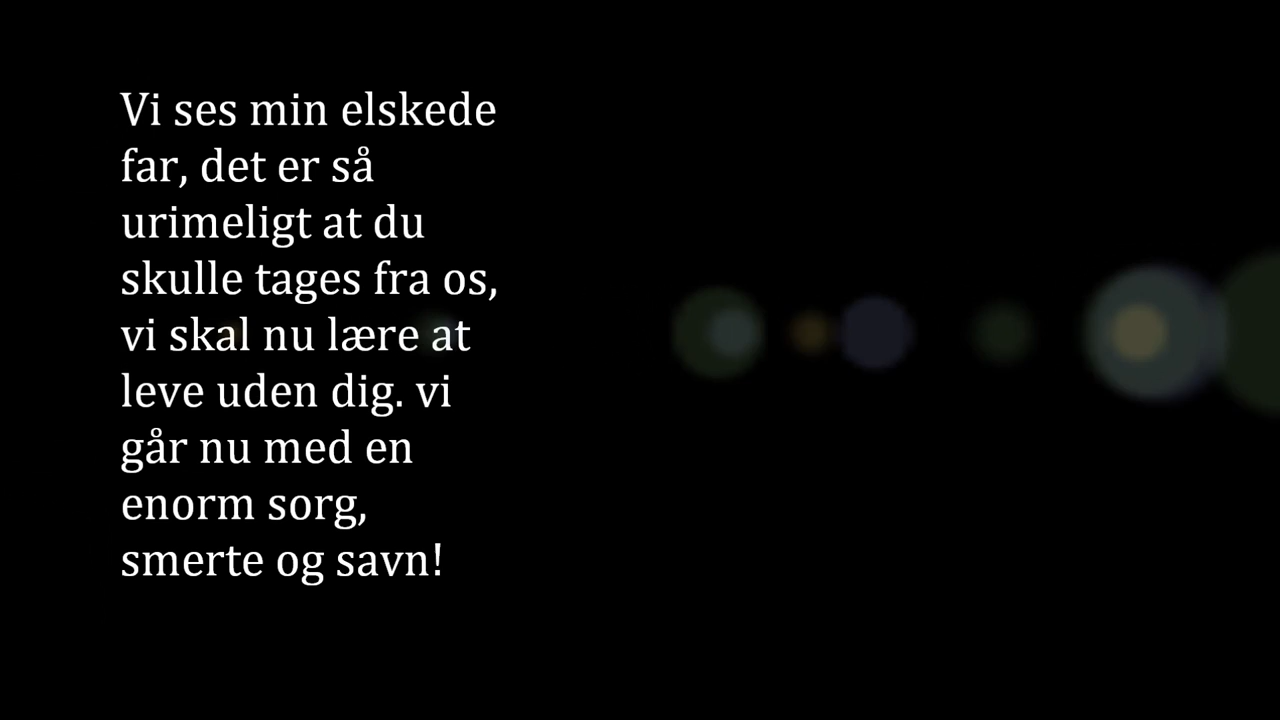 Vi ses min elskede
far, det er så
urimeligt at du
skulle tages fra os,
vi skal nu lære at
leve uden dig. vi
går nu med en
enorm sorg,
smerte og savn!